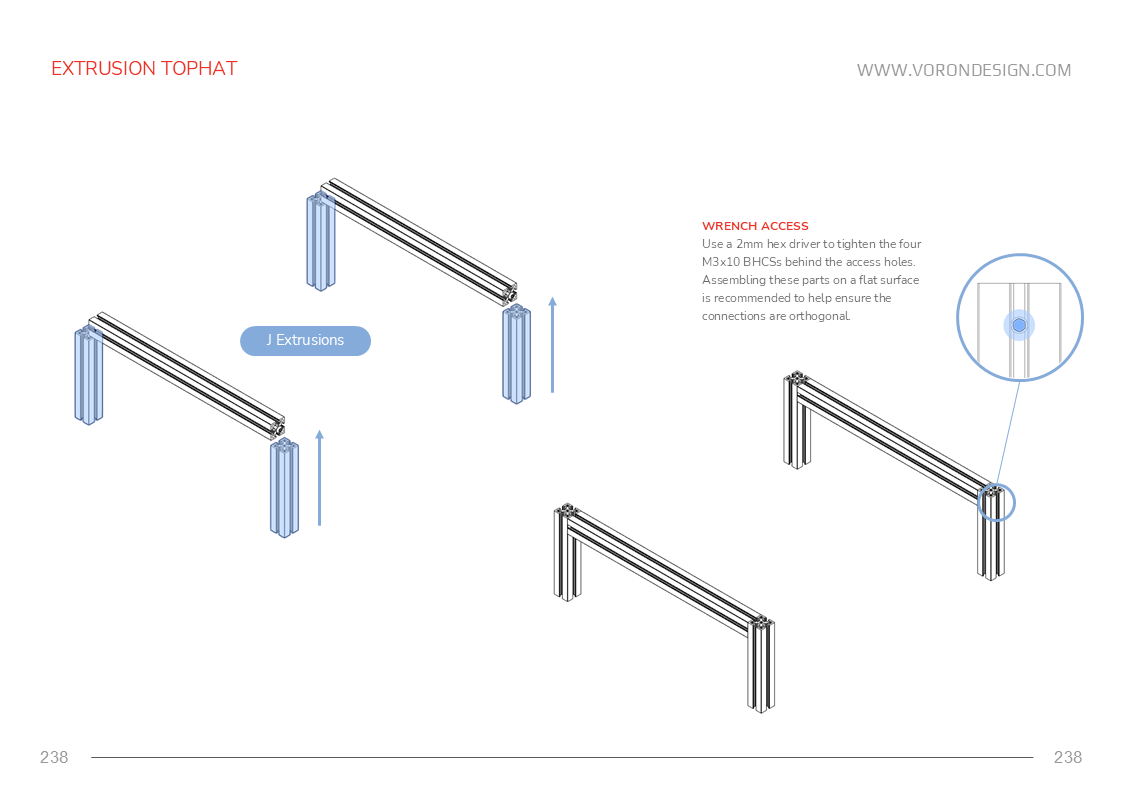 EXTRUSION TOPHAT
WWW.VORONDESIGN.COM
WRENCH ACCESS
Use a 2mm hex driver to tighten the four
M3x10 BHCSs behind the access holes.
Assembling these parts on a flat surface
is recommended to help ensure the
connections are orthogonal.
J Extrusions
238
238